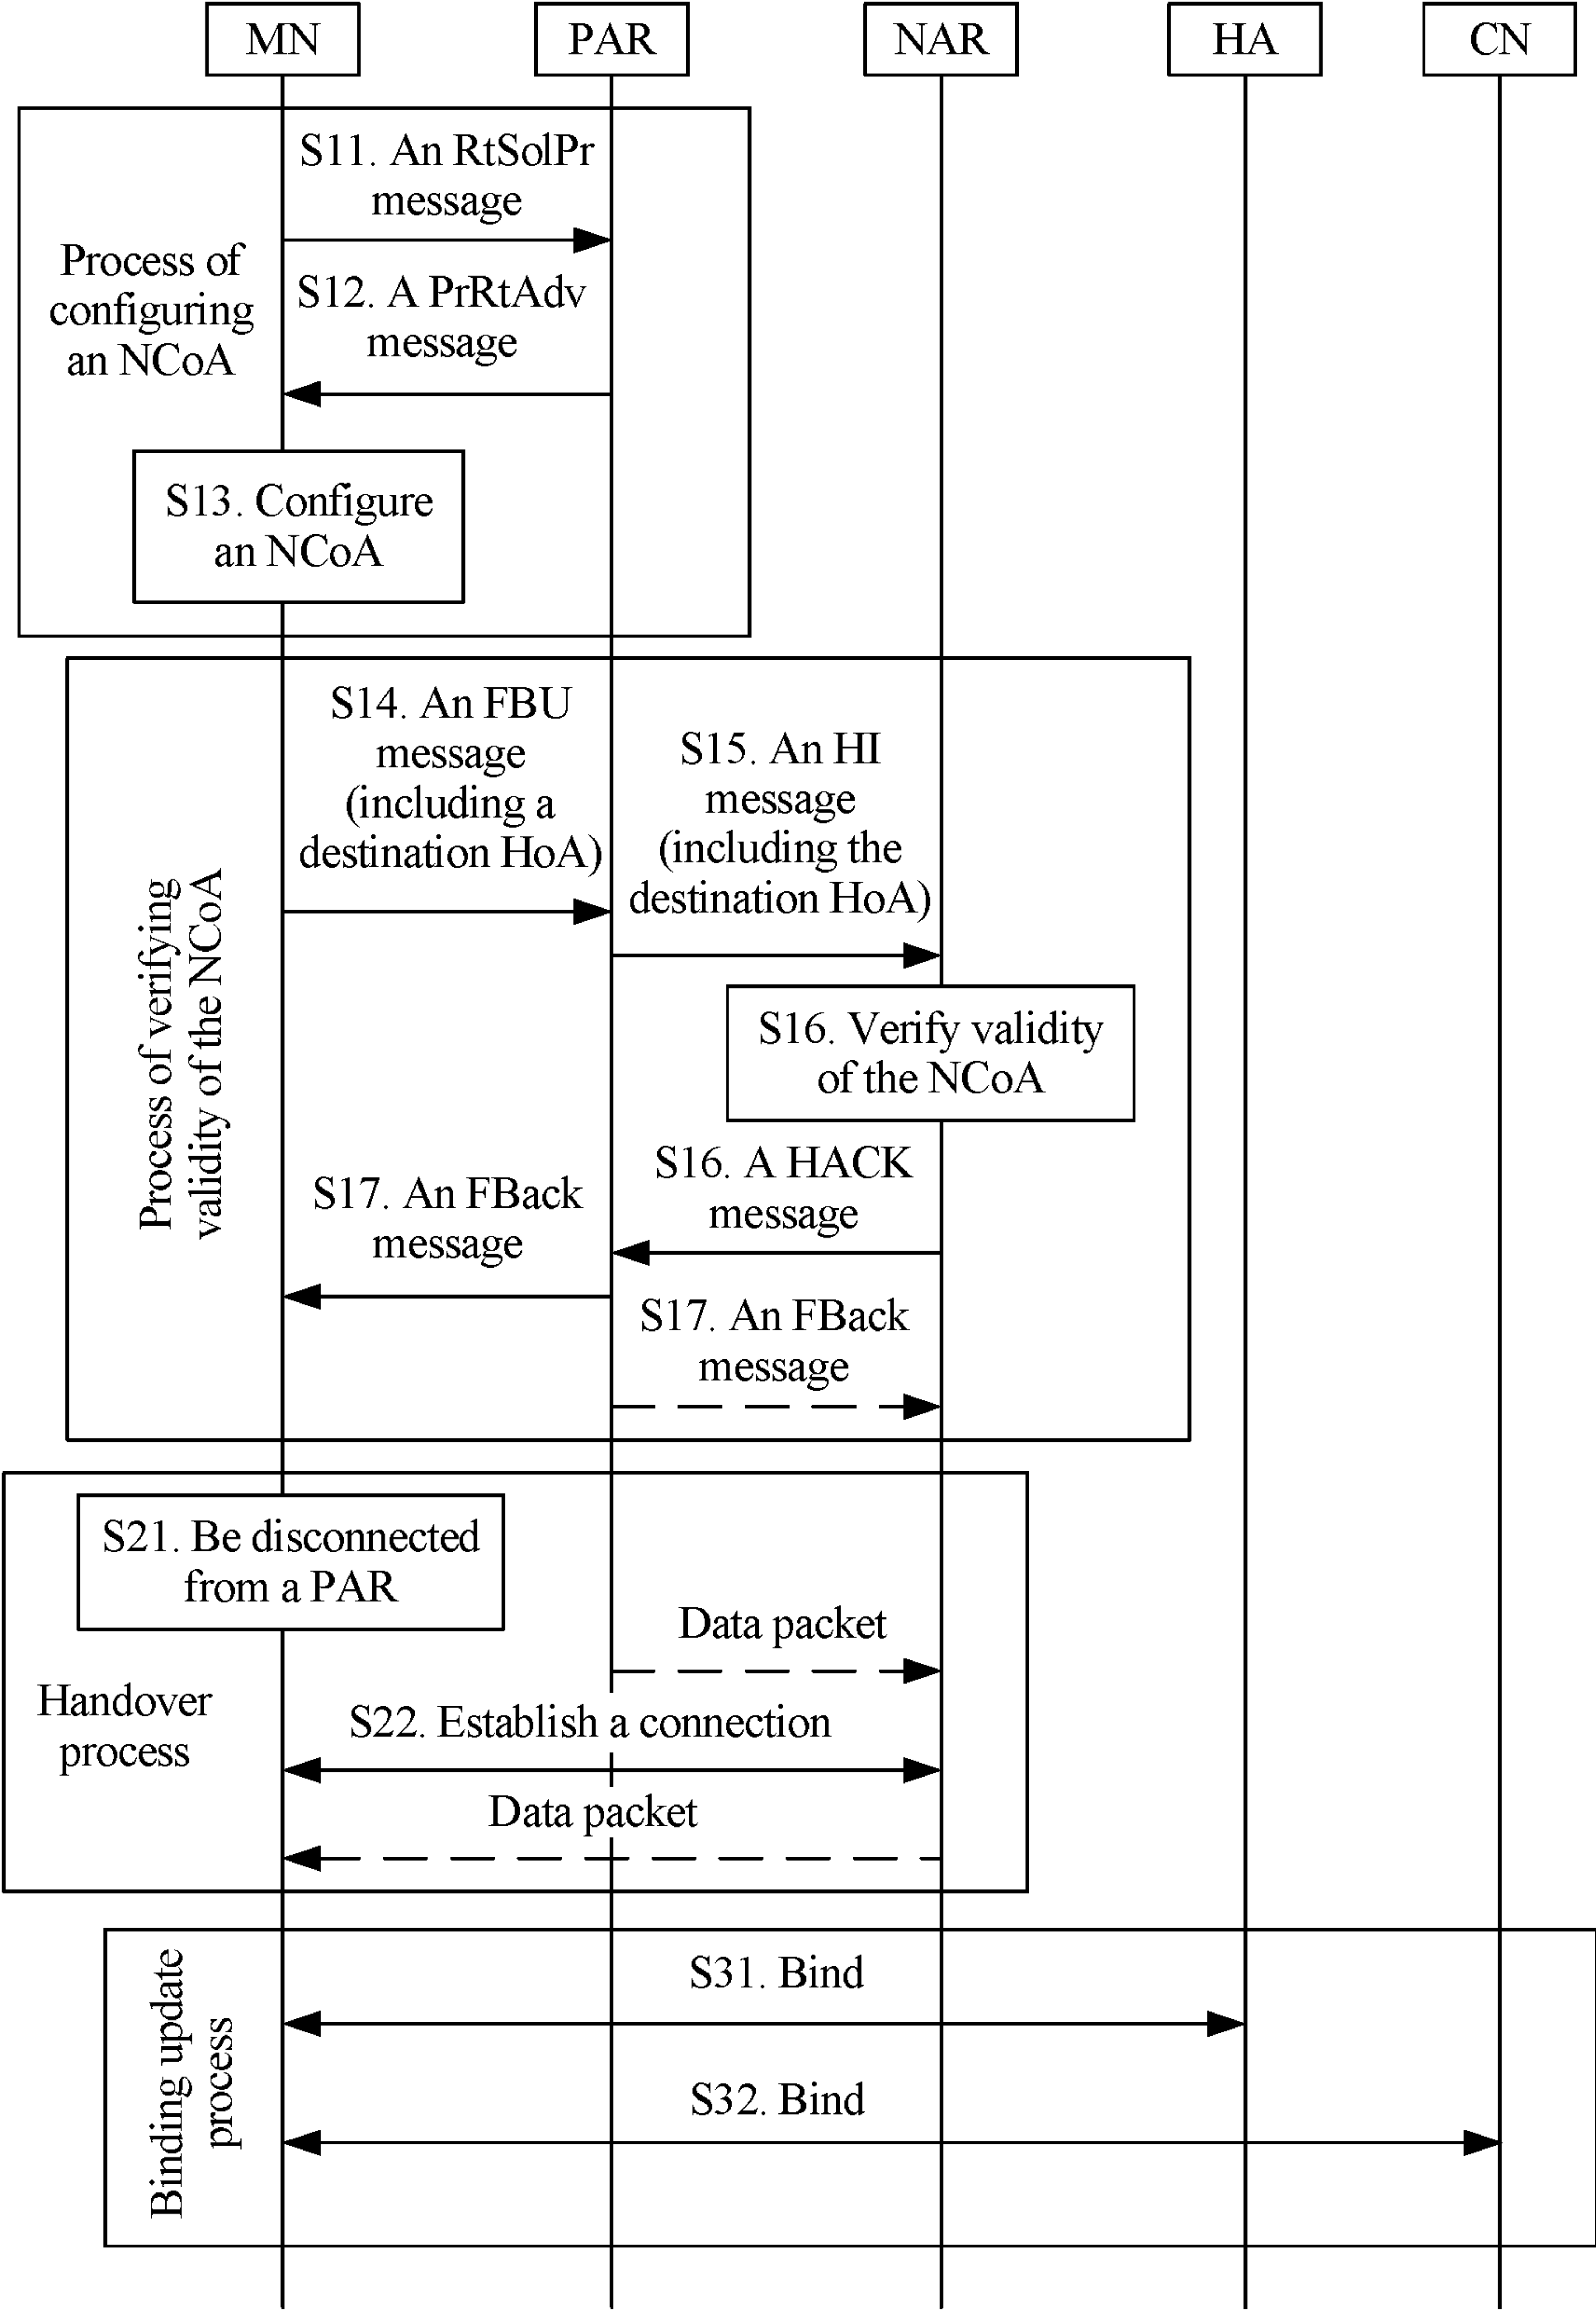 MN
PAR
NAR
HA
CN
S11. An RtSolPr
message
Process of
configuring
an NCoA
S12. A PrRtAdv
message
S13. Configure
an NCoA
S14. An FBU
message
(including a
destination HoA)
S15. An HI
message
(including the
destination HoA)
Process of verifying
validity of the NCoA
S16. Verify validity
of the NCoA
S16. A HACK
message
S17. An FBack
message
S17. An FBack
message
S21. Be disconnected
from a PAR
Data packet
Handover
process
S22. Establish a connection
Data packet
Binding update
process
S31. Bind
S32. Bind